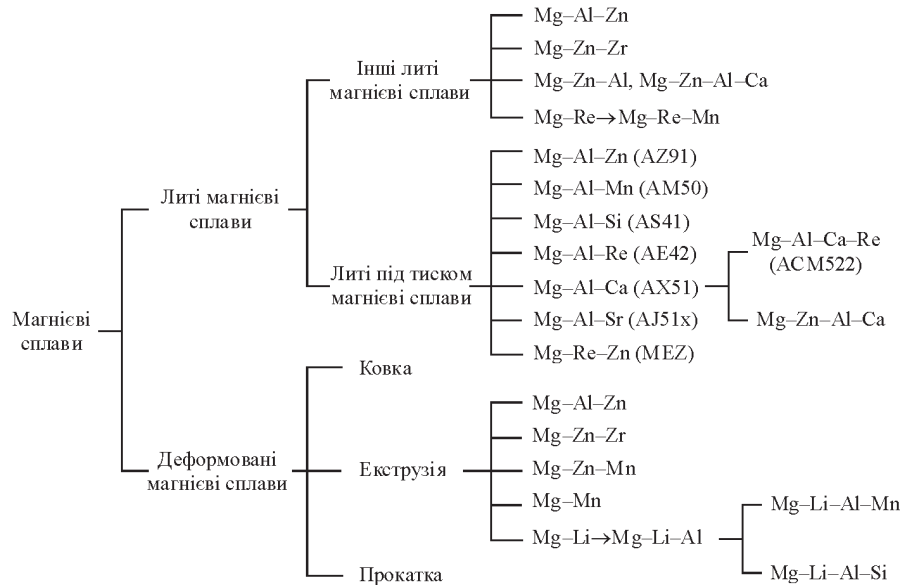 Mg–Al–Zn
Mg–Zn–Zr
Інші литі
магнієві сплави
Mg–Zn–Al, Mg–Zn–Al–Ca
Mg–Re→Mg–Re–Mn
Литі магнієві
сплави
Mg–Al–Zn (AZ91)
Mg–Al–Mn (AM50)
Mg–Al–Si (AS41)
Mg–Al–Re (AE42)
Литі під тиском
магнієві сплави
Mg–Al–Ca (AX51)
Mg–Al–Ca–Re
(ACM522)
Mg–Zn–Al–Ca
Mg–Al–Sr (AJ51x)
Mg–Re–Zn (MEZ)
Магнієві
сплави
Ковка
Деформовані
магнієві сплави
Екструзія
Mg–Al–Zn
Mg–Zn–Zr
Mg–Zn–Mn
Mg–Mn
Mg–Li→Mg–Li–Al
Mg–Li–Al–Mn
Mg–Li–Al–Si
Прокатка